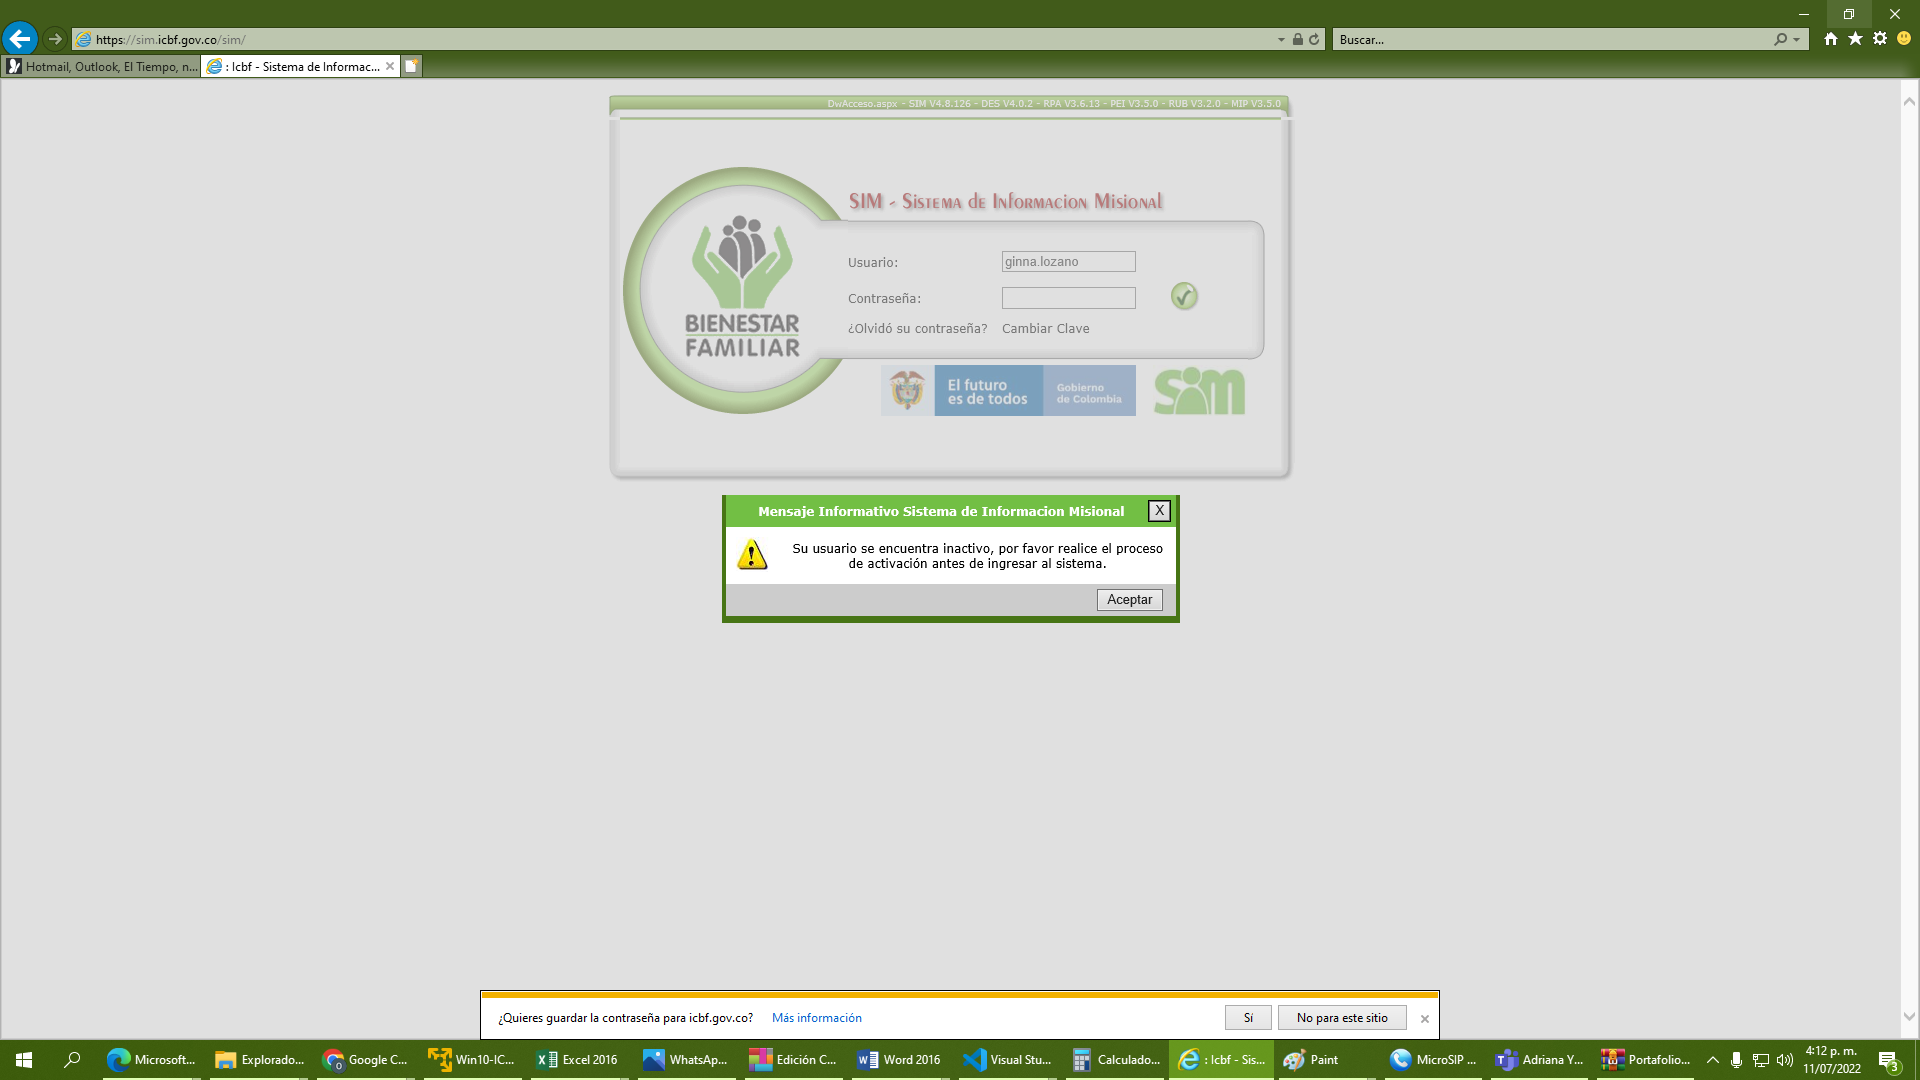 https://sim.icbf.gov.co/sim/
Buscar...
Hotmail, Outlook, El Tiempo, n...
: Icbf - Sistema de Informac...
DwAcceso.aspx - SIM V4.8.126 - DES V4.0.2 - RPA V3.6.13 - PEI V3.5.0 - RUB V3.2.0 - MIP V3.5.0
SIM - Sistema de Informacion Misional
Usuario:
ginna.lozano
Contraseña:
¿Olvidó su contraseña?
Cambiar Clave
BIENESTAR
FAMILIAR
El futuro
es de todos
Gobierno
de Colombia
sim
Mensaje Informativo Sistema de Informacion Misional
X
Su usuario se encuentra inactivo, por favor realice el proceso
de activación antes de ingresar al sistema.
Aceptar
¿Quieres guardar la contraseña para icbf.gov.co?
Más información
Sí
No para este sitio
Microsoft...
Explorado...
Google C...
Win10-IC...
Excel 2016
WhatsAp...
Edición C...
Word 2016
Visual Stu...
Calculado...
: Icbf - Sis...
Paint
MicroSIP ...
Adriana Y...
Portafolio...
4:12 p. m.
11/07/2022
3